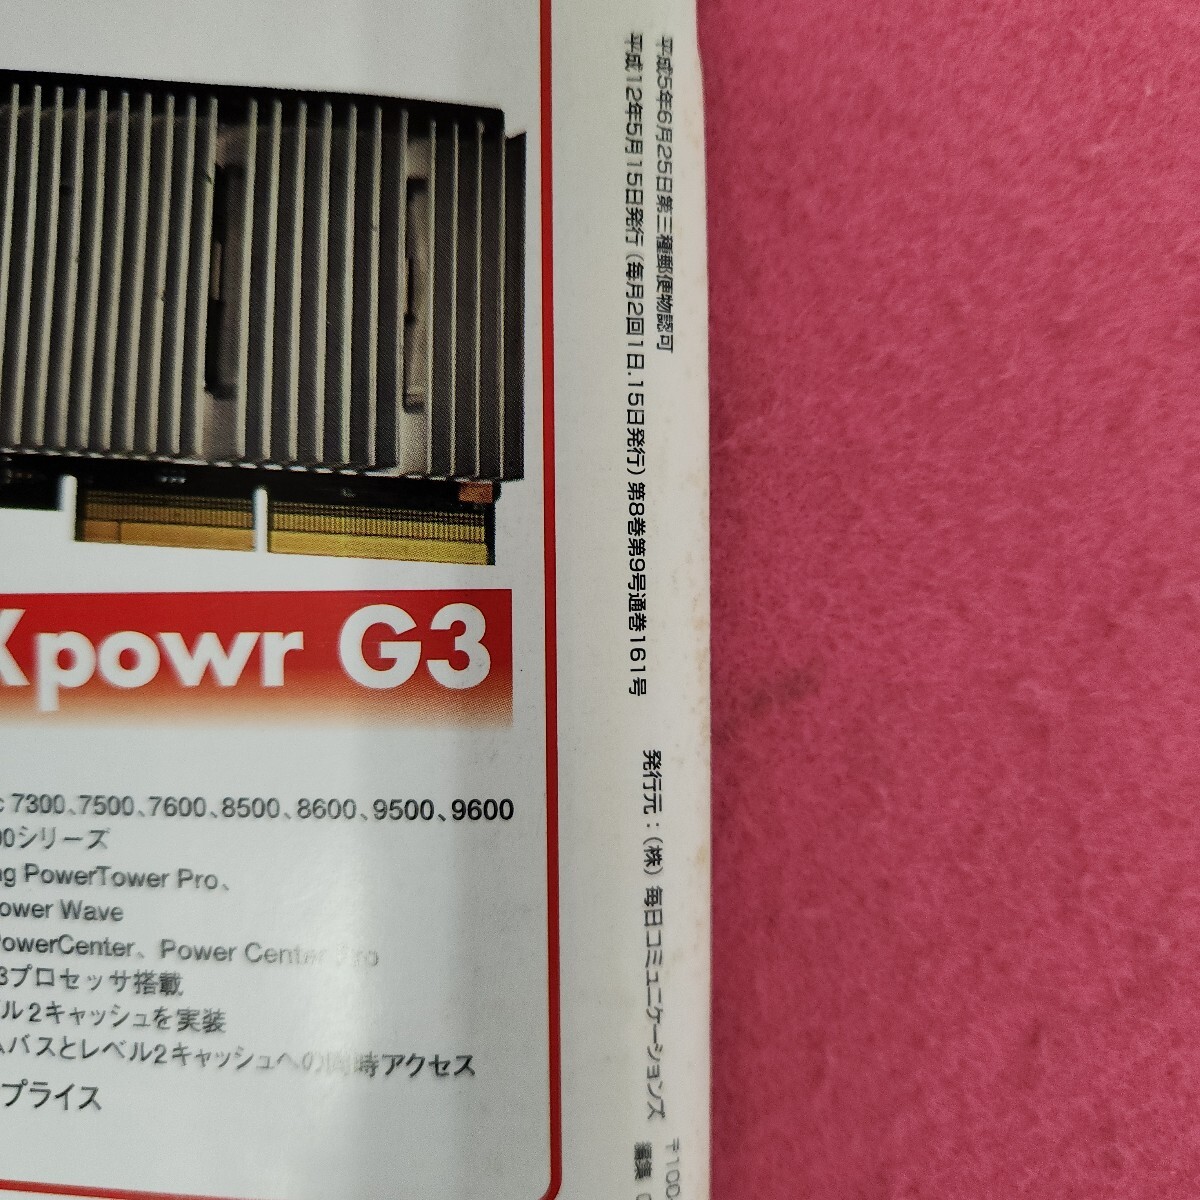 平成5年6月25日第三種郵便物認可
平成12年5月15日発行(毎月2回1日.15日発行)第8巻第9号通巻161号
発行元:(株)毎日コミュニケーションズ
〒100
編集
Xpowr G3
7300、7500、7600、8500、8600、9500、9600
00シリーズ
PowerTower Pro、
ower Wave
PowerCenter、Power Center Pro
3プロセッサ搭載
ル2キャッシュを実装
バスとレベル2キャッシュへの同時アクセス
プライス